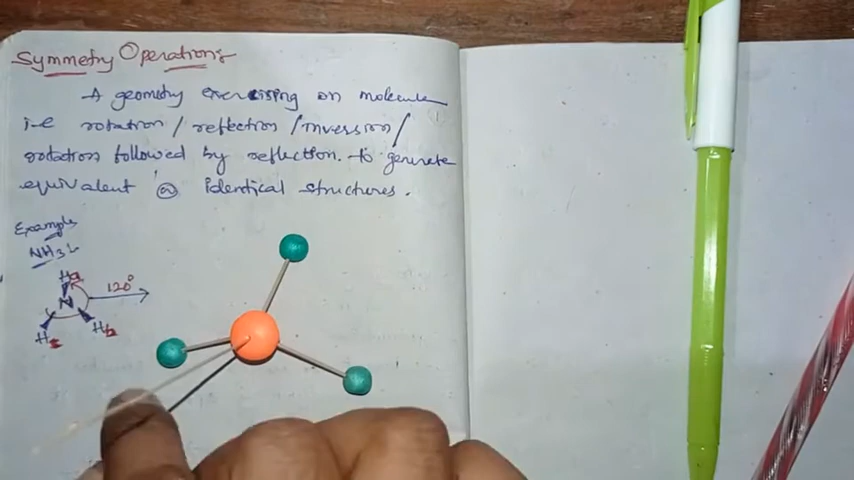 Symmetry Operations
A geometry exercising on molecule
i.e rotation / reflection / inversion /
rotation followed by reflection. to generate
equivalent or identical structures.
Example
NH3
Ha
120°
N
Hb
H